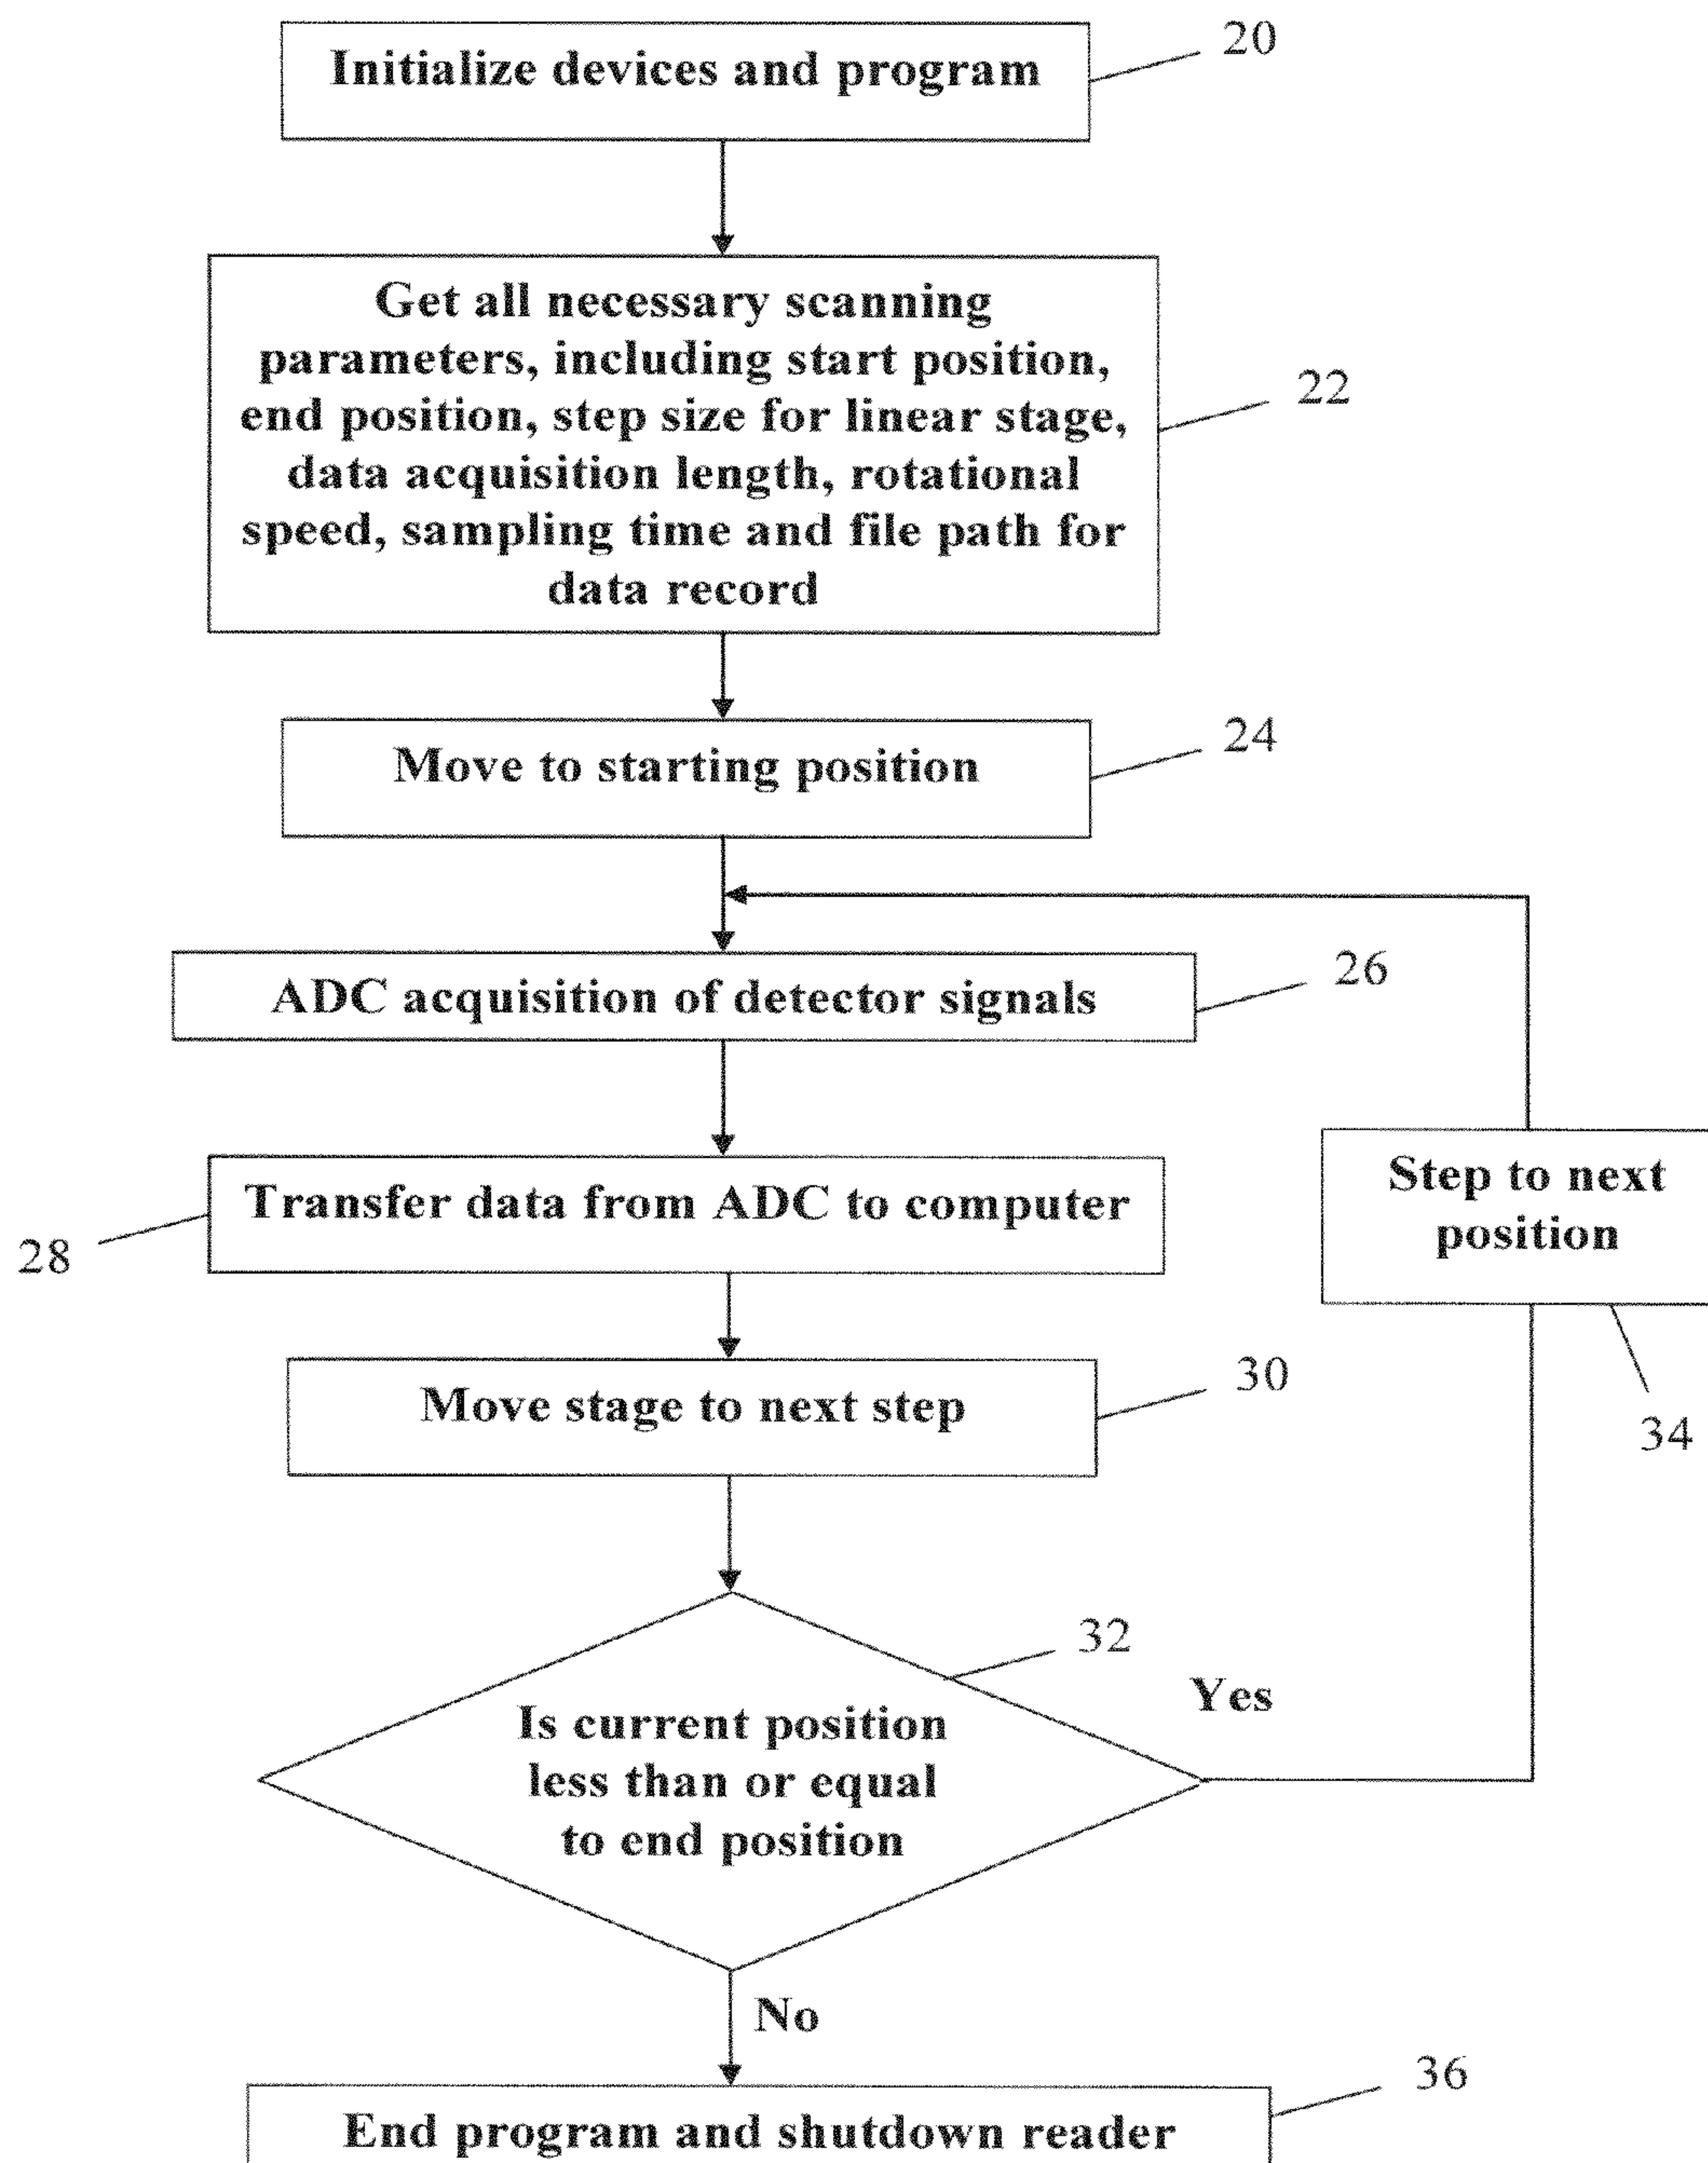 Initialize devices and program
20
Get all necessary scanning
parameters, including start position,
end position, step size for linear stage,
data acquisition length, rotational
speed, sampling time and file path for
data record
22
Move to starting position
24
ADC acquisition of detector signals
26
Transfer data from ADC to computer
28
Step to next
position
34
Move stage to next step
30
Is current position
less than or equal
to end position
32
Yes
No
End program and shutdown reader
36